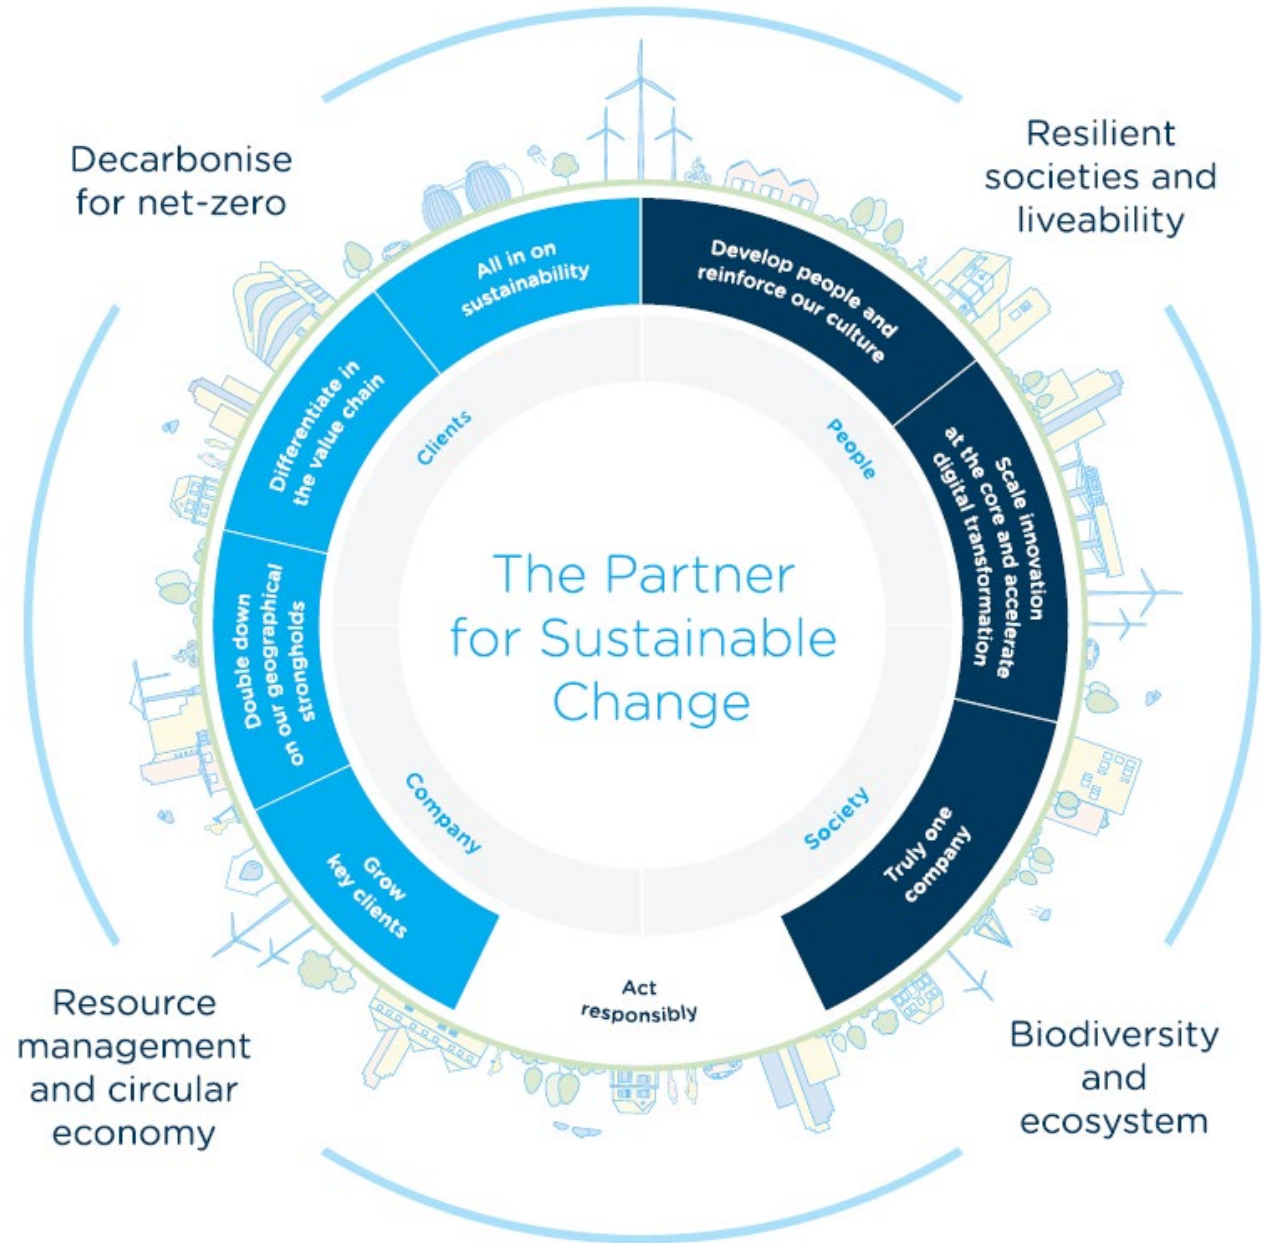 Decarbonise
for net-zero
Resilient
societies and
liveability
All in on
sustainability
Develop people and
reinforce our culture
Differentiate in
the value chain
Scale innovation
at the core and accelerate
digital transformation
Clients
People
The Partner
for Sustainable
Change
Double down
on our geographical
strongholds
Company
Society
Grow
key clients
Truly one
company
Act
responsibly
Resource
management
and circular
economy
Biodiversity
and
ecosystem